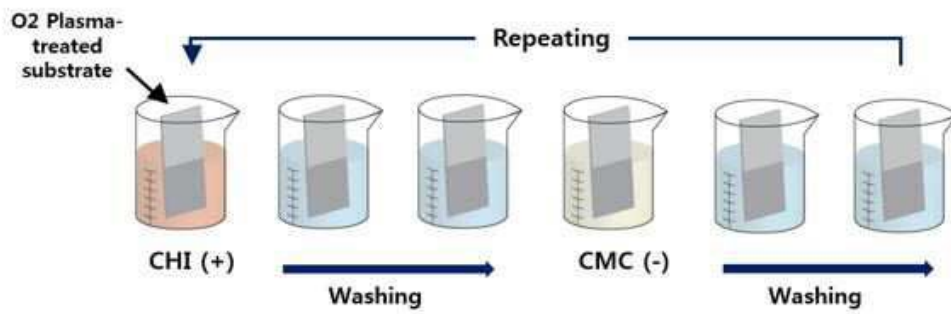 O2 Plasma-
treated
substrate
Repeating
CHI (+)
CMC (-)
Washing
Washing